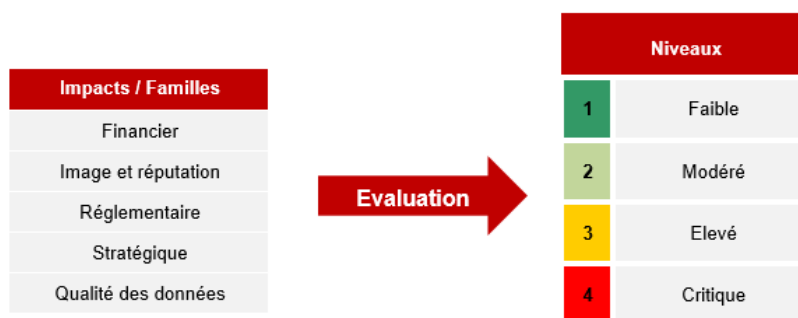 Impacts / Familles
Financier
Image et réputation
Réglementaire
Stratégique
Qualité des données
Evaluation
Niveaux
1 Faible
2 Modéré
3 Elevé
4 Critique